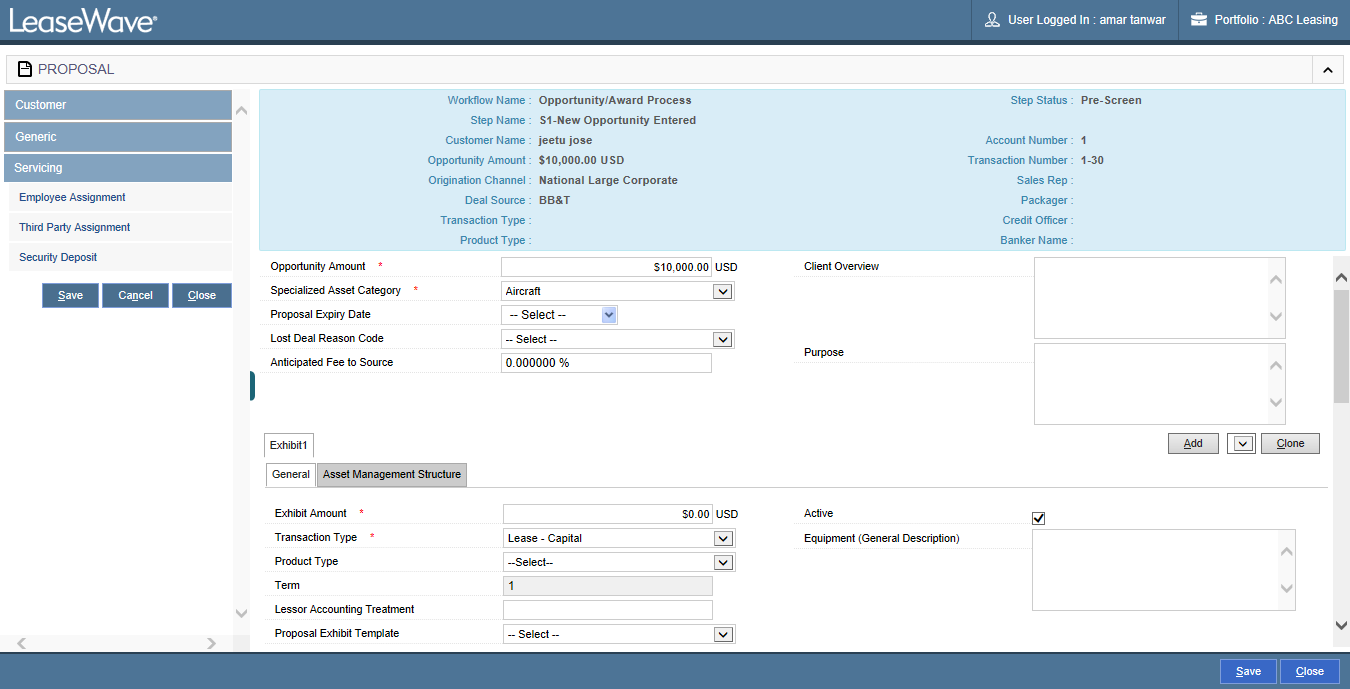 LeaseWave®
User Logged In : amar tanwar
Portfolio : ABC Leasing
PROPOSAL
Customer
Generic
Servicing
Employee Assignment
Third Party Assignment
Security Deposit
Save Cancel Close
Workflow Name : Opportunity/Award Process
Step Status : Pre-Screen
Step Name : S1-New Opportunity Entered
Customer Name : jeetu jose
Account Number : 1
Opportunity Amount : $10,000.00 USD
Transaction Number : 1-30
Origination Channel : National Large Corporate
Sales Rep :
Deal Source : BB&T
Packager :
Transaction Type :
Credit Officer :
Product Type :
Banker Name :
Opportunity Amount * $10,000.00 USD
Client Overview
Specialized Asset Category * Aircraft
Proposal Expiry Date -- Select --
Lost Deal Reason Code -- Select --
Purpose
Anticipated Fee to Source 0.000000 %
Exhibit1
Add Clone
General Asset Management Structure
Exhibit Amount * $0.00 USD
Active
Transaction Type * Lease - Capital
Equipment (General Description)
Product Type --Select--
Term 1
Lessor Accounting Treatment
Proposal Exhibit Template -- Select --
Save Close